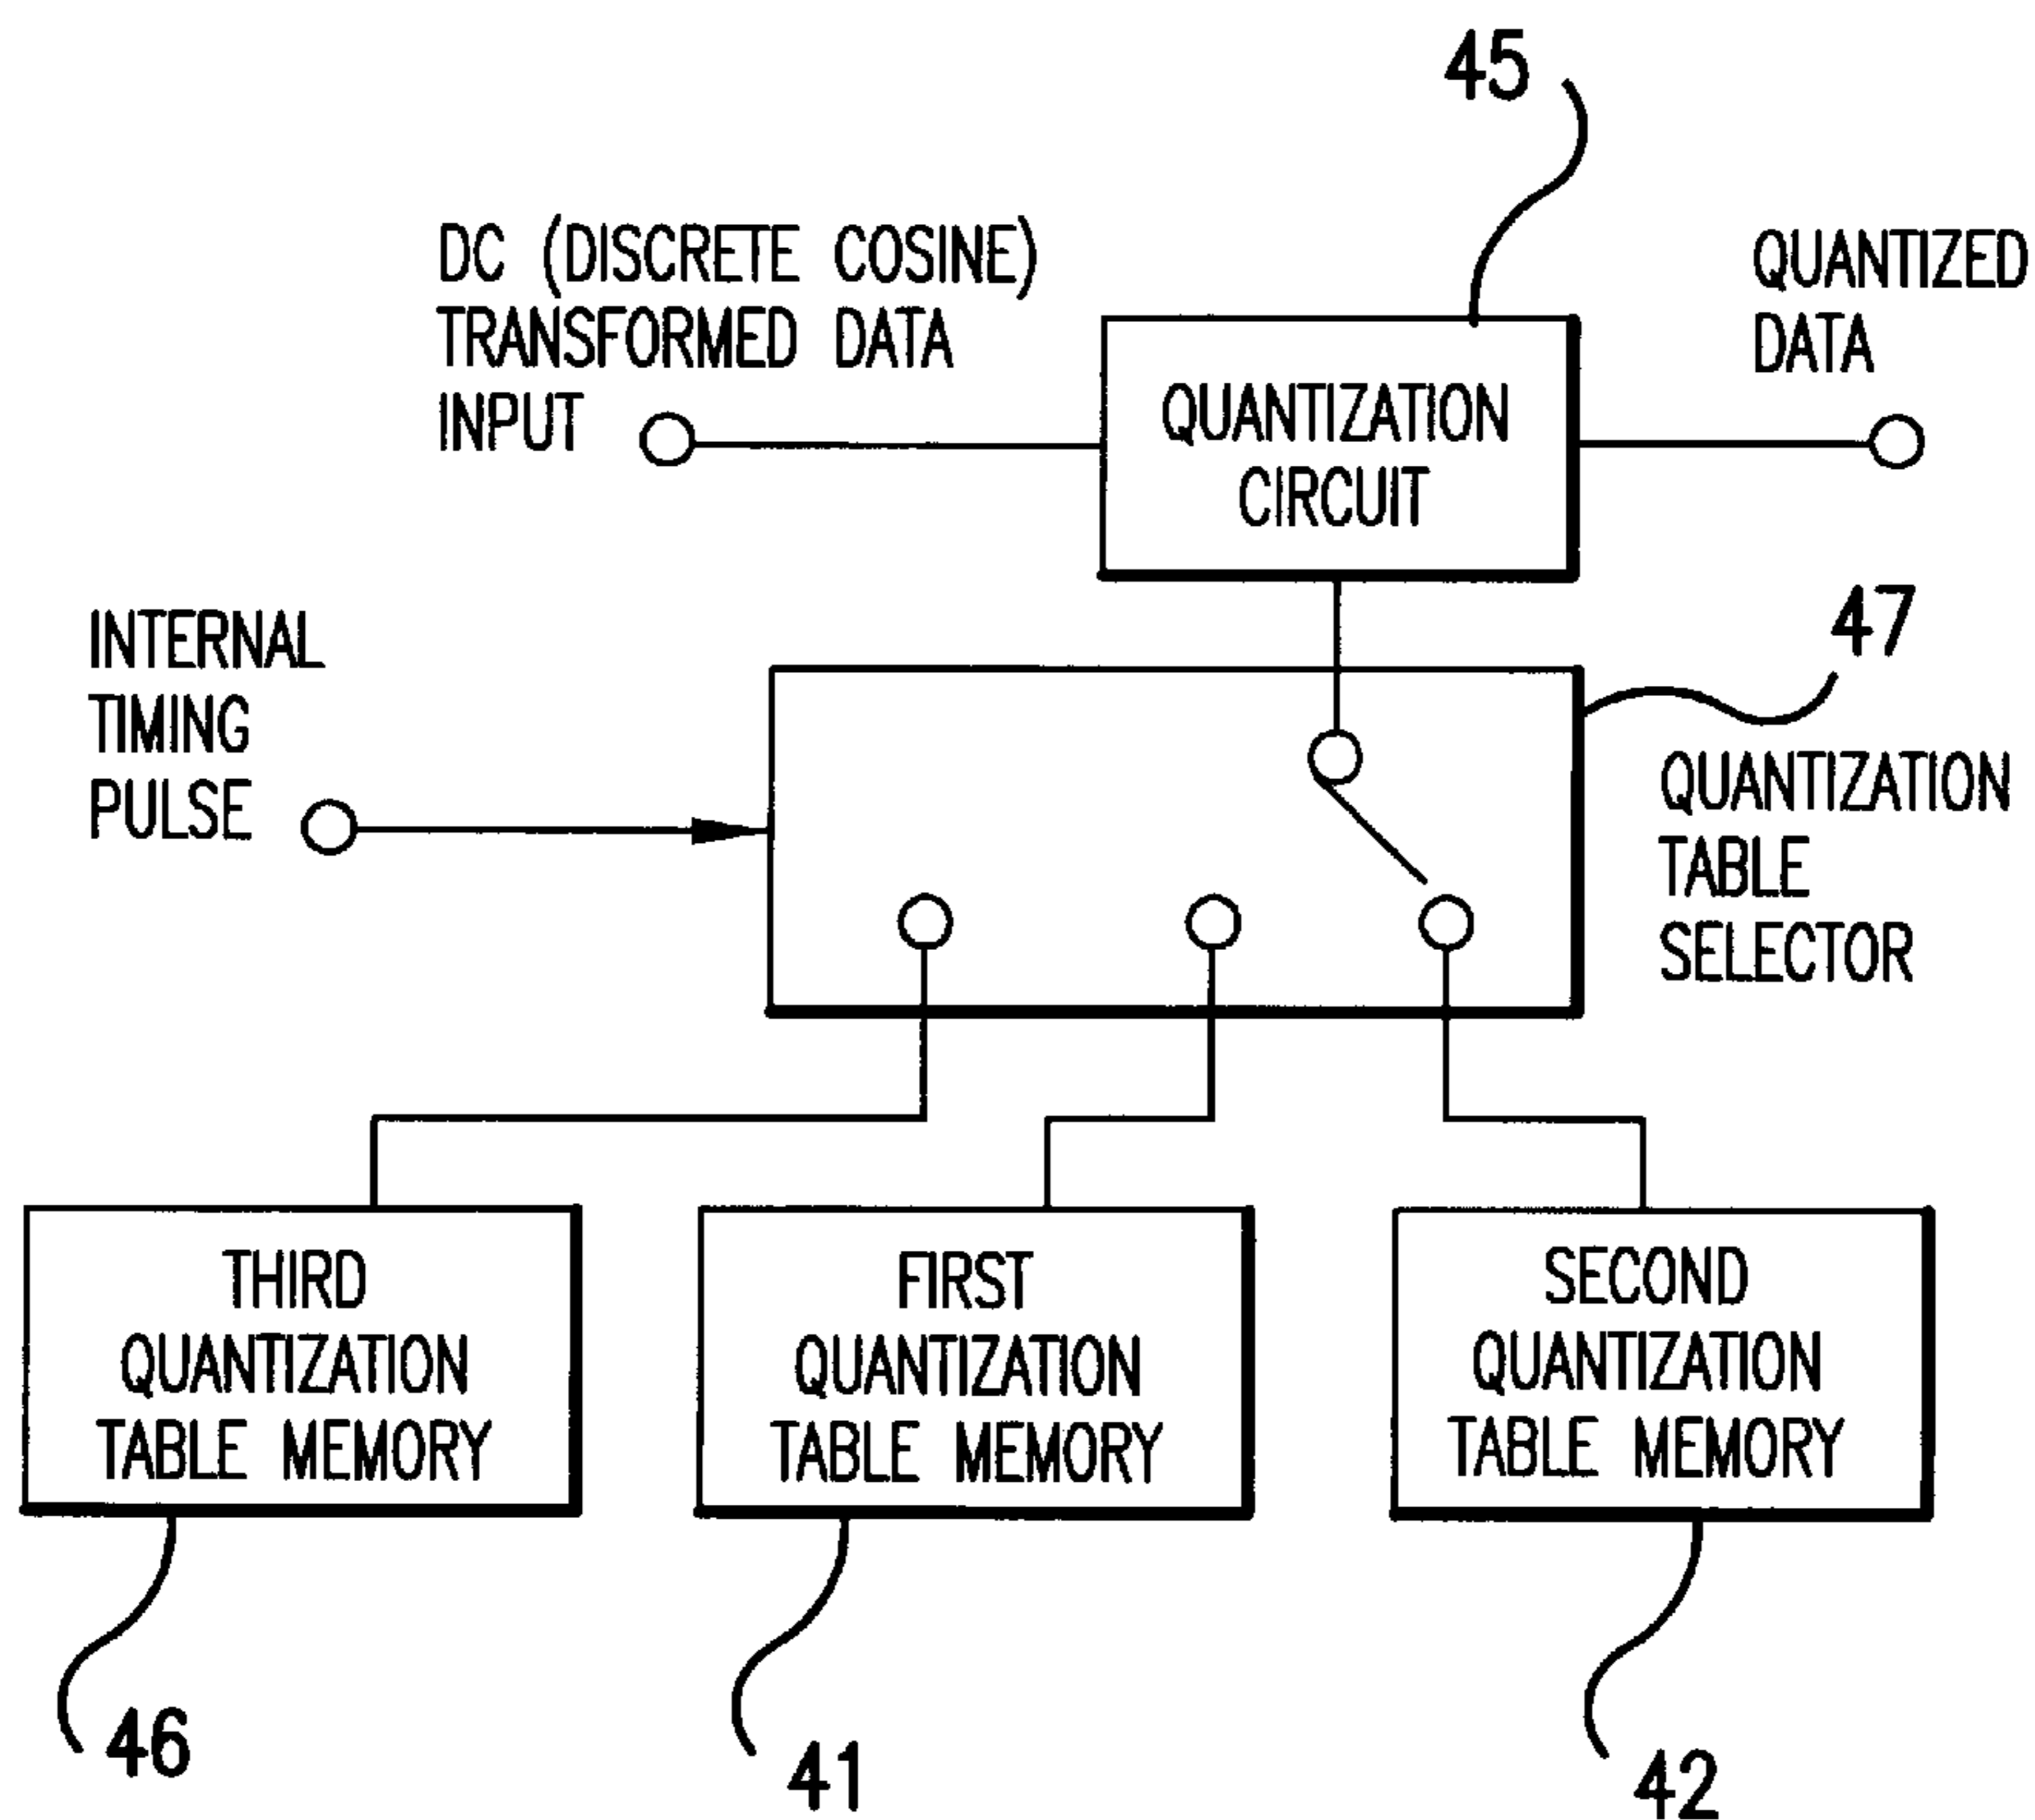 45
DC (DISCRETE COSINE)
TRANSFORMED DATA
INPUT
QUANTIZED
DATA
QUANTIZATION
CIRCUIT
47
INTERNAL
TIMING
PULSE
QUANTIZATION
TABLE
SELECTOR
THIRD
QUANTIZATION
TABLE MEMORY
FIRST
QUANTIZATION
TABLE MEMORY
SECOND
QUANTIZATION
TABLE MEMORY
46
41
42